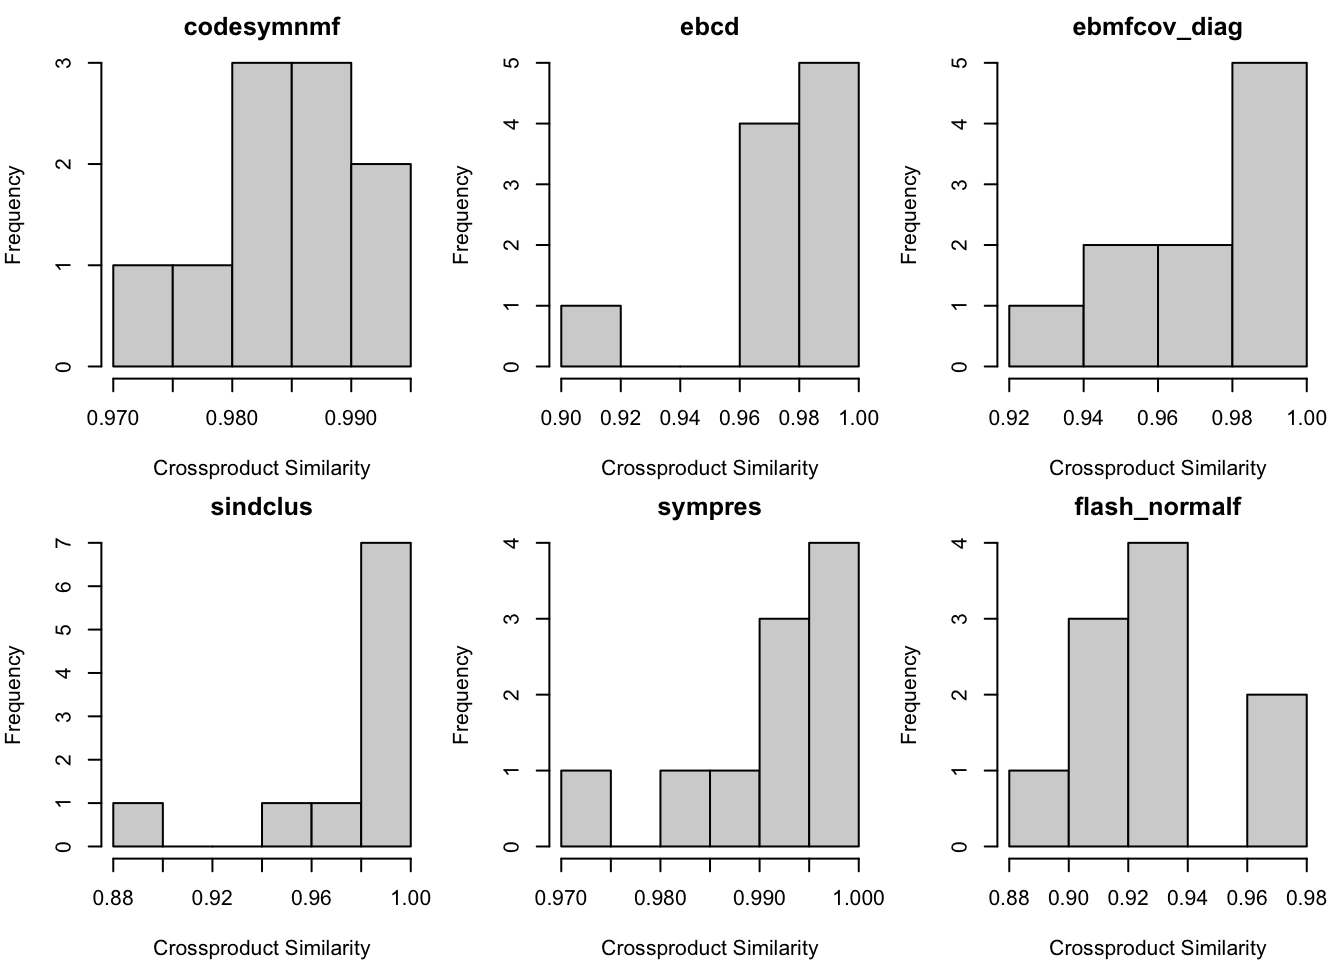 codesymnmf
Frequency
0 1 2 3
0.970 0.980 0.990
Crossproduct Similarity
ebcd
Frequency
0 1 2 3 4 5
0.90 0.92 0.94 0.96 0.98 1.00
Crossproduct Similarity
ebmfcov_diag
Frequency
0 1 2 3 4 5
0.92 0.94 0.96 0.98 1.00
Crossproduct Similarity
sindclus
Frequency
0 1 2 3 4 5 6 7
0.88 0.92 0.96 1.00
Crossproduct Similarity
sympres
Frequency
0 1 2 3 4
0.970 0.980 0.990 1.000
Crossproduct Similarity
flash_normalf
Frequency
0 1 2 3 4
0.88 0.90 0.92 0.94 0.96 0.98
Crossproduct Similarity